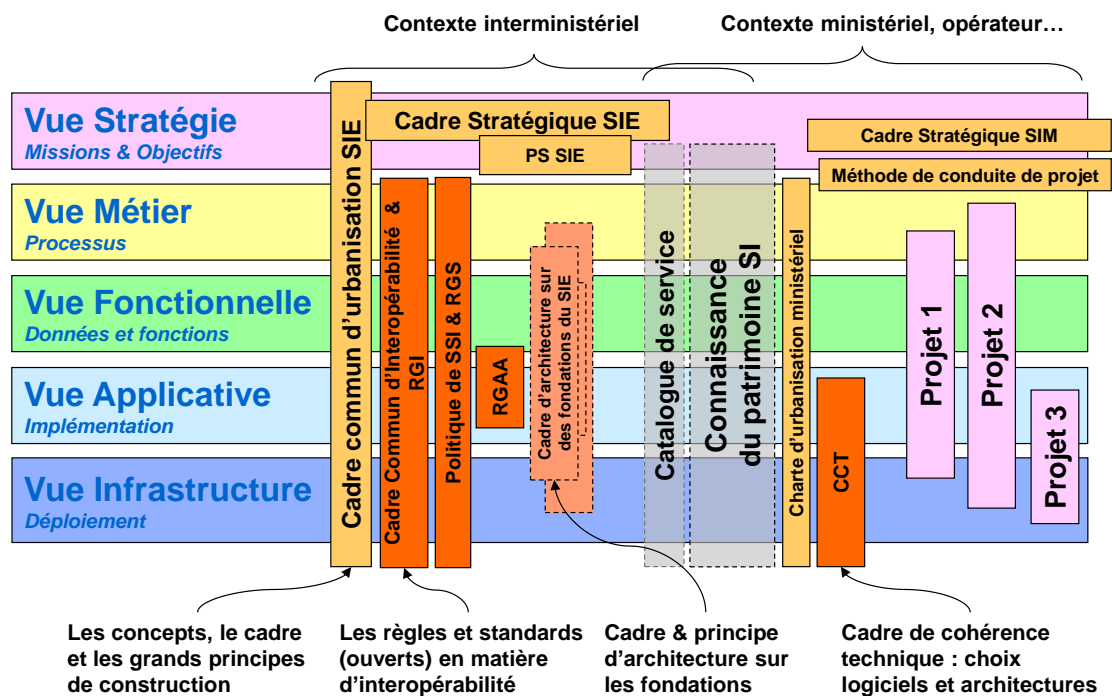 Contexte interministériel
Contexte ministériel, opérateur…
Vue Stratégie
Missions & Objectifs
Cadre Stratégique SIE
PS SIE
Cadre Stratégique SIM
Méthode de conduite de projet
Vue Métier
Processus
Vue Fonctionnelle
Données et fonctions
Vue Applicative
Implémentation
Vue Infrastructure
Déploiement
Cadre commun d'urbanisation SIE
Cadre Commun d'Interopérabilité &
RGI
Politique de SSI & RGS
RGAA
Cadre d'architecture sur
des fondations du SIE
Catalogue de service
Connaissance
du patrimoine SI
Charte d'urbanisation ministériel
CCT
Projet 1
Projet 2
Projet 3
Les concepts, le cadre
et les grands principes
de construction
Les règles et standards
(ouverts) en matière
d'interopérabilité
Cadre & principe
d'architecture sur
les fondations
Cadre de cohérence
technique : choix
logiciels et architectures